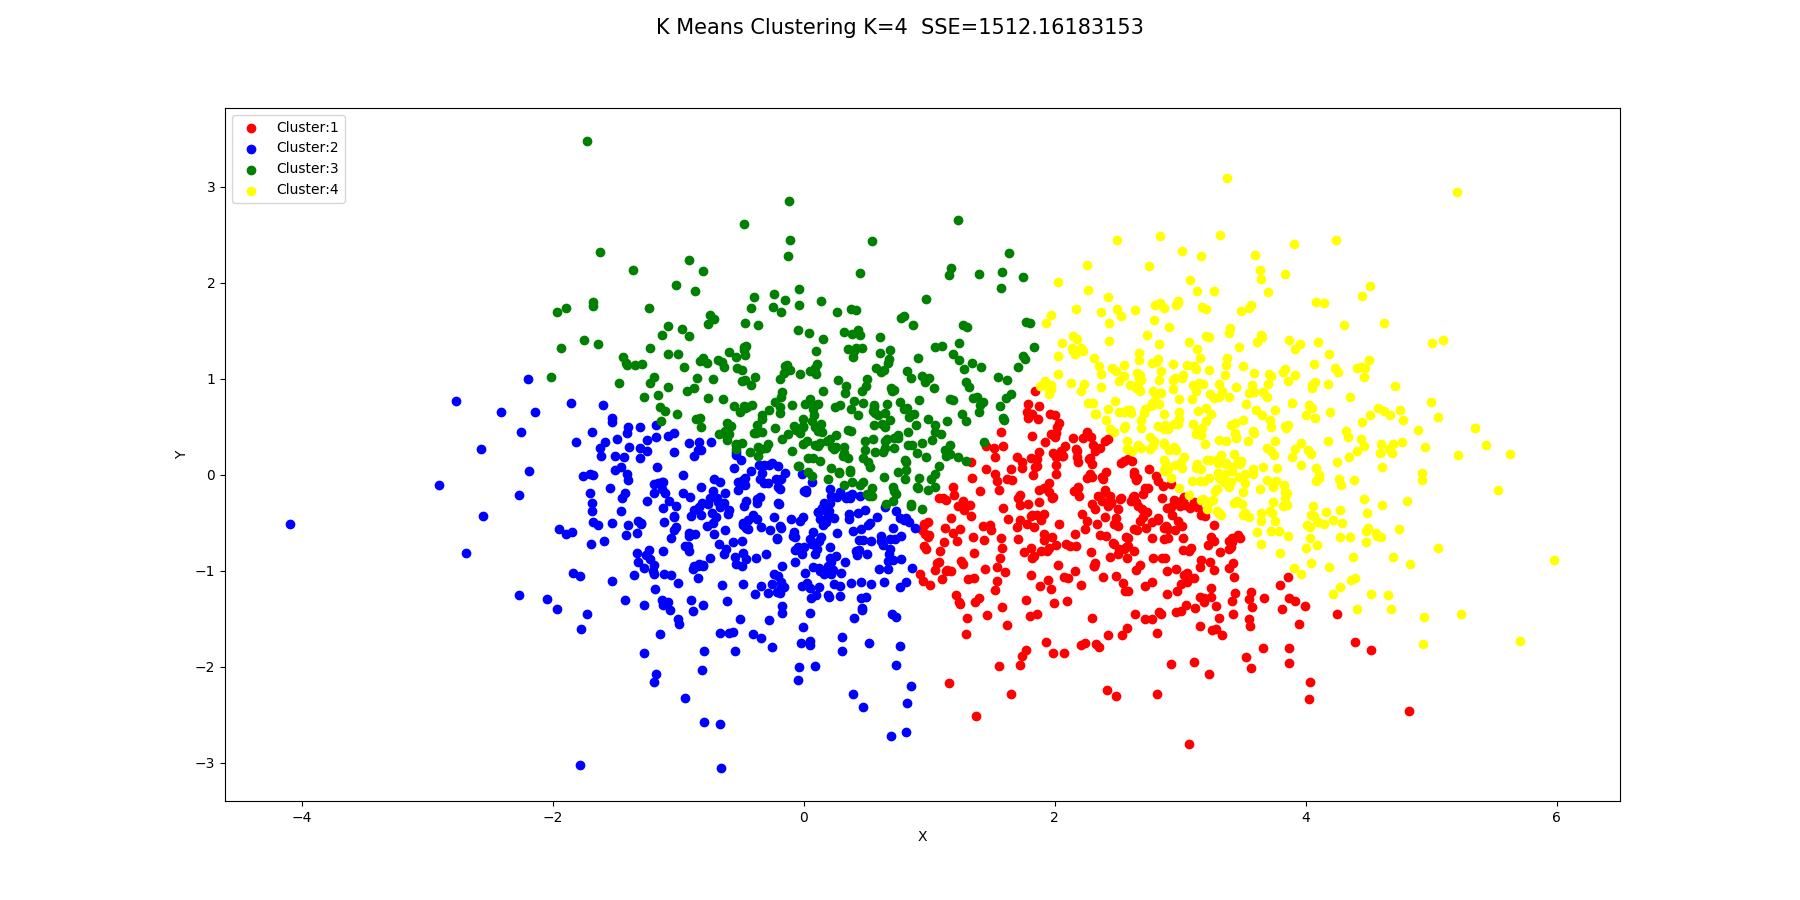 K Means Clustering K=4  SSE=1512.16183153
Cluster:1
Cluster:2
Cluster:3
Cluster:4
3
2
1
0
−1
−2
−3
Y
−4 −2 0 2 4 6
X